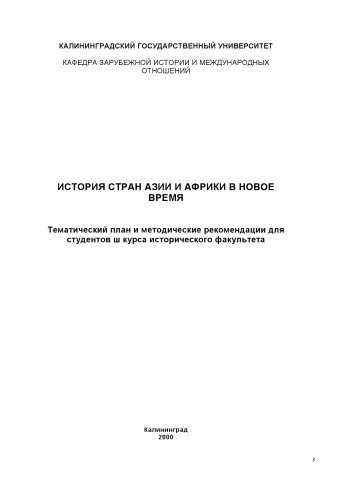 КАЛИНИНГРАДСКИЙ ГОСУДАРСТВЕННЫЙ УНИВЕРСИТЕТ
КАФЕДРА ЗАРУБЕЖНОЙ ИСТОРИИ И МЕЖДУНАРОДНЫХ
ОТНОШЕНИЙ
ИСТОРИЯ СТРАН АЗИИ И АФРИКИ В НОВОЕ
ВРЕМЯ
Тематический план и методические рекомендации для
студентов ш курса исторического факультета
Калининград
2000
3